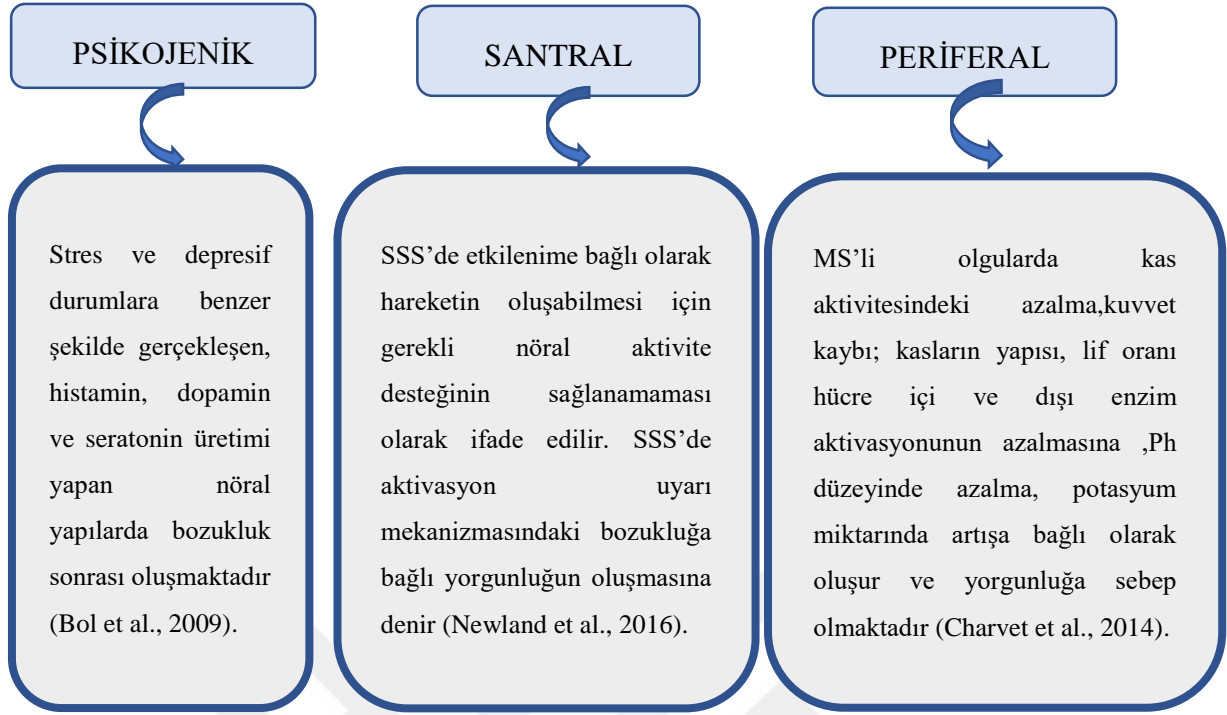 PSİKOJENİK
Stres ve depresif
durumlara benzer
şekilde gerçekleşen,
histamin, dopamin
ve seratonin üretimi
yapan nöral
yapılarda bozukluk
sonrası oluşmaktadır
(Bol et al., 2009).
SANTRAL
SSS’de etkilenime bağlı olarak
hareketin oluşabilmesi için
gerekli nöral aktivite
desteğinin sağlanamaması
olarak ifade edilir. SSS’de
aktivasyon uyarı
mekanizmasındaki bozukluğa
bağlı yorgunluğun oluşmasına
denir (Newland et al., 2016).
PERİFERAL
MS’li olgularda kas
aktivitesindeki azalma,kuvvet
kaybı; kasların yapısı, lif oranı
hücre içi ve dışı enzim
aktivasyonunun azalmasına ,Ph
düzeyinde azalma, potasyum
miktarında artışa bağlı olarak
oluşur ve yorgunluğa sebep
olmaktadır (Charvet et al., 2014).